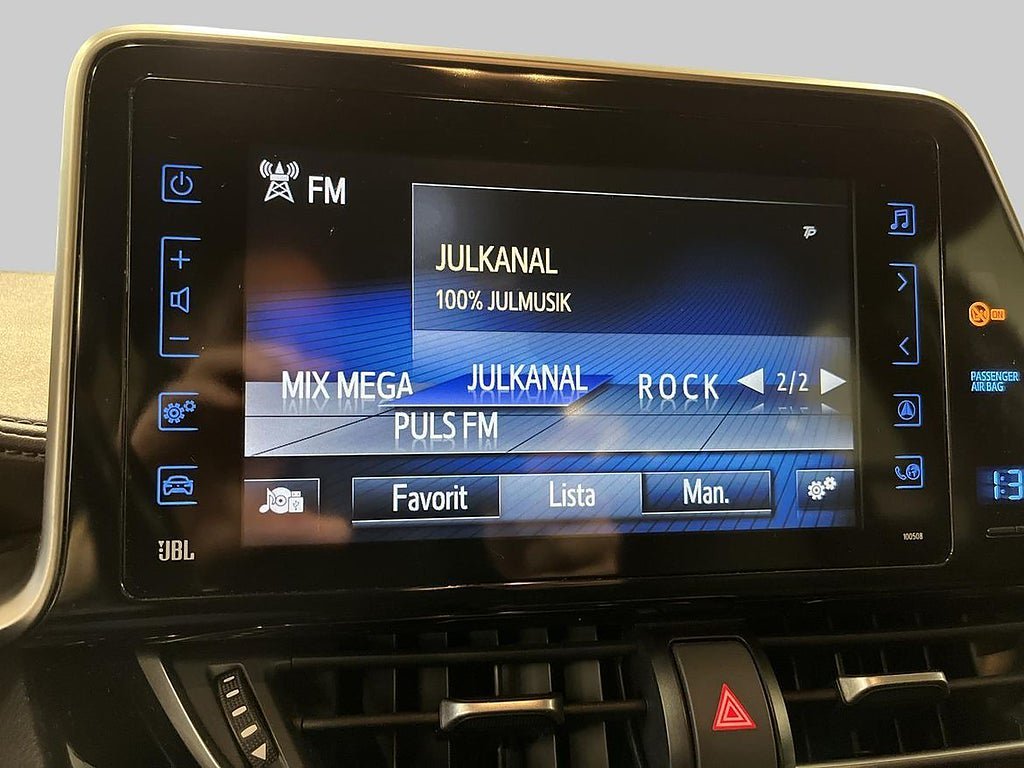 FM
TP
JULKANAL
100% JULMUSIK
MIX MEGA JULKANAL ROCK 2/2
PULS FM
Favorit Lista Man.
JBL
100508
ON
PASSENGER
AIR BAG